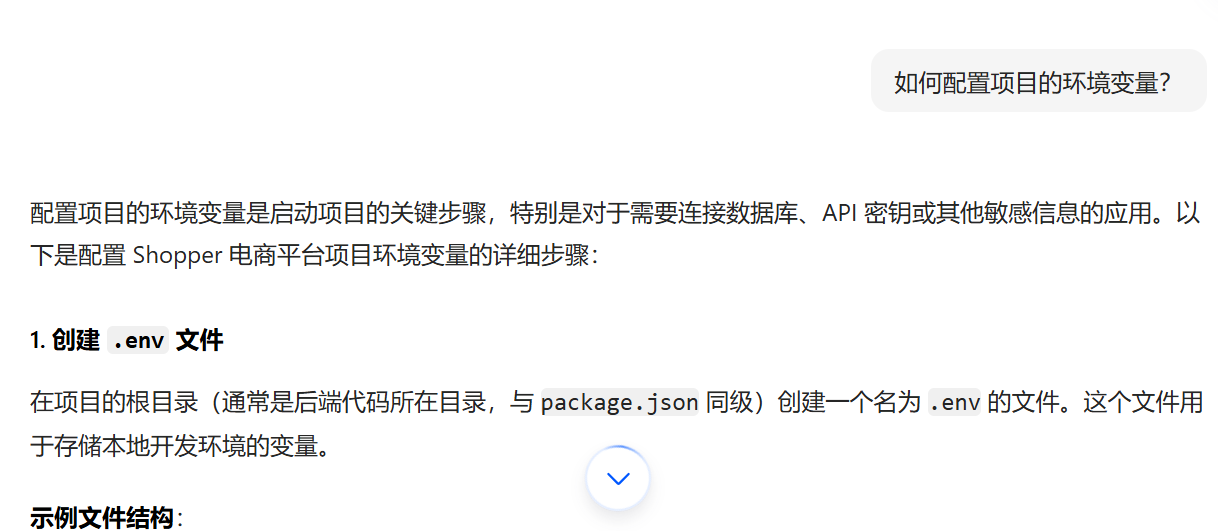 如何配置项目的环境变量？
配置项目的环境变量是启动项目的关键步骤，特别是对于需要连接数据库、API 密钥或其他敏感信息的应用。以
下是配置 Shopper 电商平台项目环境变量的详细步骤：
1. 创建 .env 文件
在项目的根目录（通常是后端代码所在目录，与 package.json 同级）创建一个名为 .env 的文件。这个文件用
于存储本地开发环境的变量。
示例文件结构：